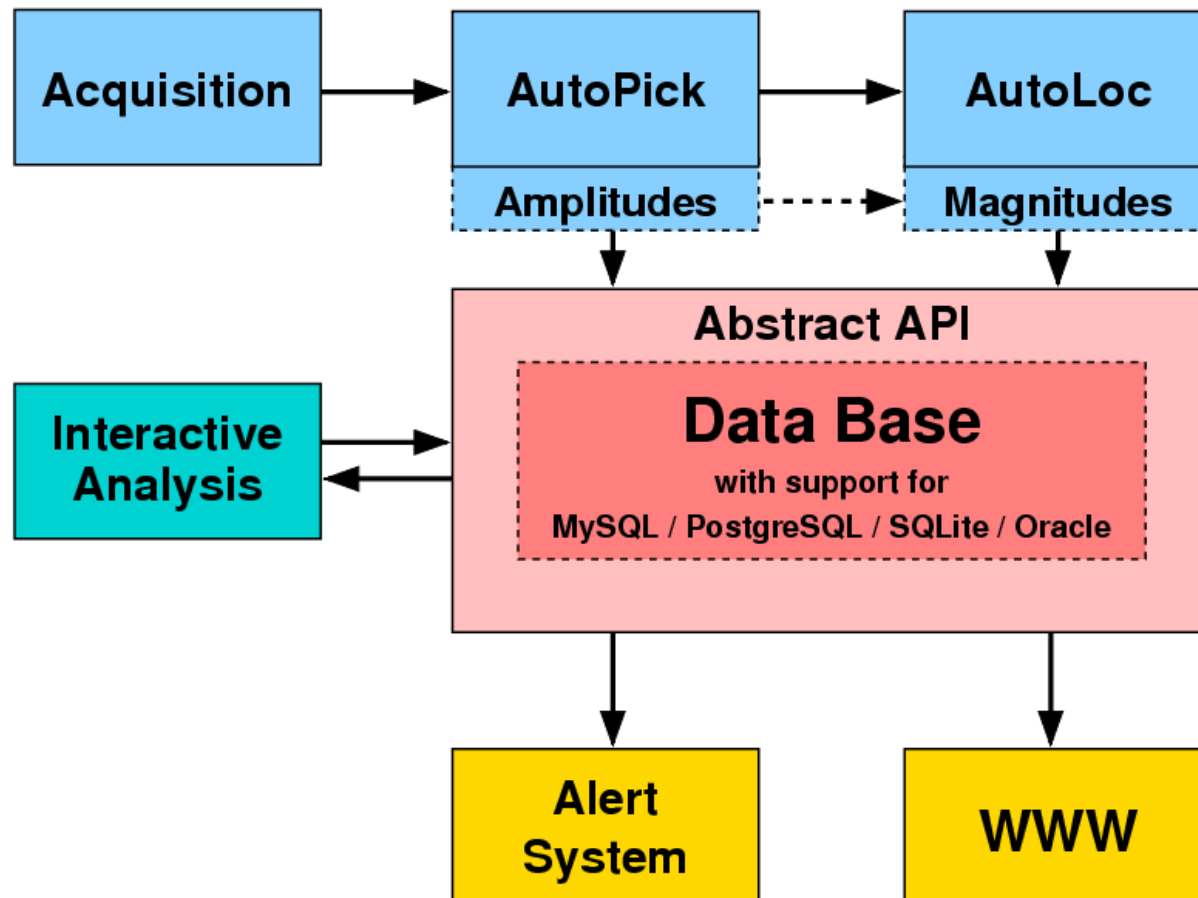 Acquisition
AutoPick
AutoLoc
Amplitudes
Magnitudes
Abstract API
Data Base
with support for
MySQL / PostgreSQL / SQLite / Oracle
Interactive
Analysis
Alert
System
WWW